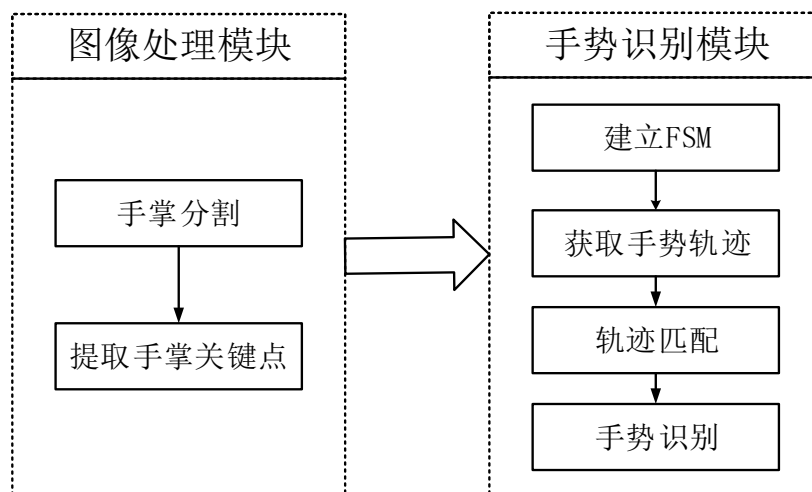 图像处理模块
手掌分割
提取手掌关键点
手势识别模块
建立FSM
获取手势轨迹
轨迹匹配
手势识别